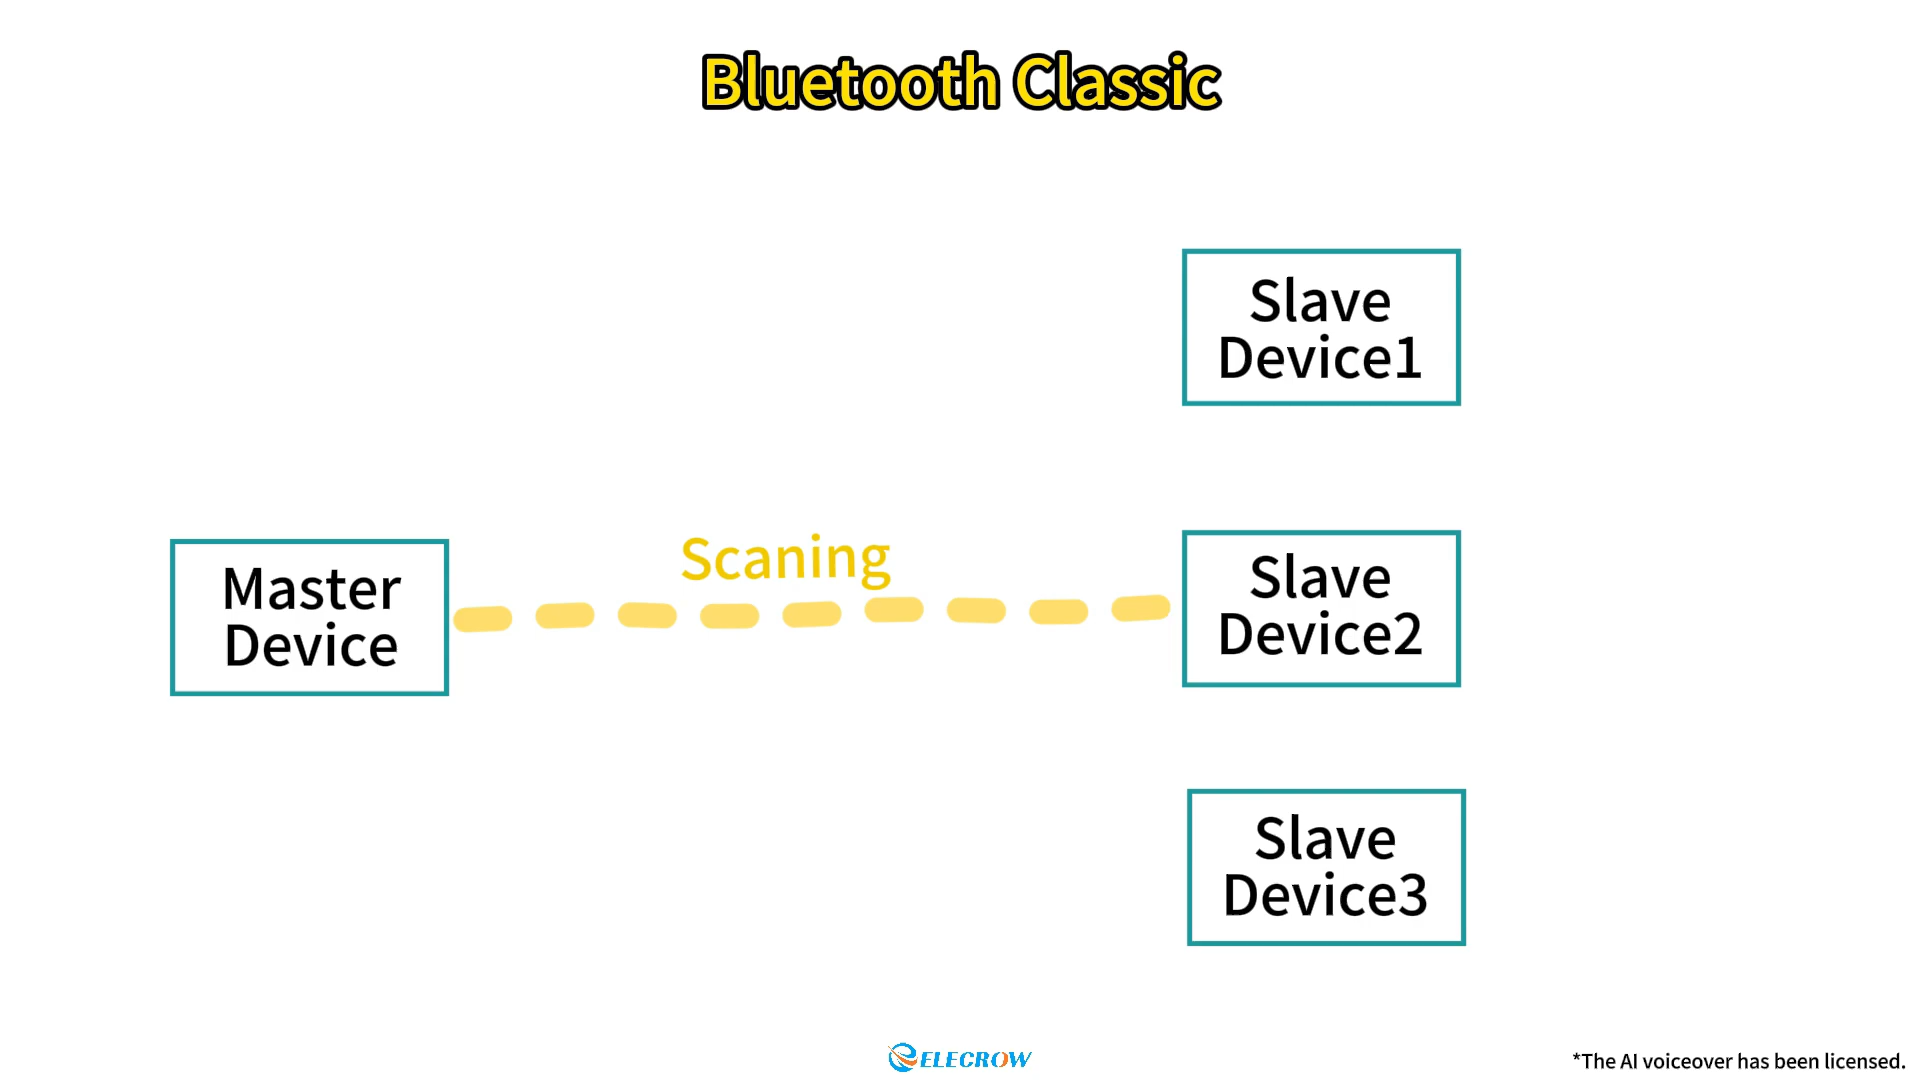 Bluetooth Classic
Slave
Device1
Scaning
Master
Device
Slave
Device2
Slave
Device3
ELECROW
*The AI voiceover has been licensed.